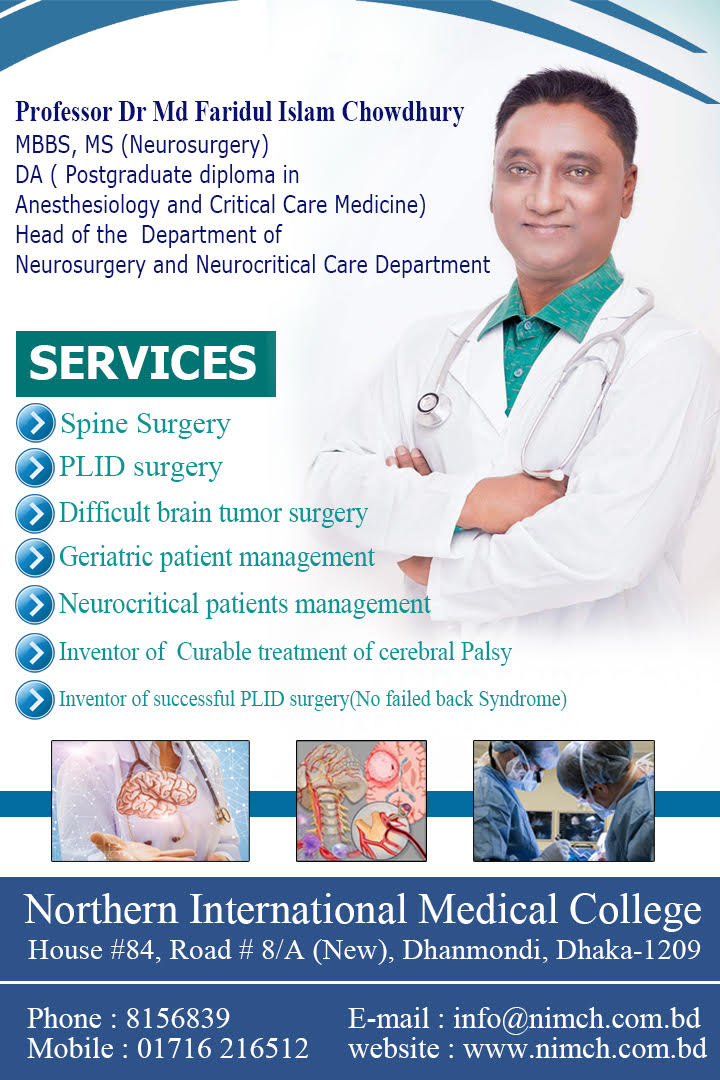 Professor Dr Md Faridul Islam Chowdhury
MBBS, MS (Neurosurgery)
DA ( Postgraduate diploma in
Anesthesiology and Critical Care Medicine)
Head of the  Department of
Neurosurgery and Neurocritical Care Department
SERVICES
Spine Surgery
PLID surgery
Difficult brain tumor surgery
Geriatric patient management
Neurocritical patients management
Inventor of  Curable treatment of cerebral Palsy
Inventor of successful PLID surgery(No failed back Syndrome)
Northern International Medical College
House #84, Road # 8/A (New), Dhanmondi, Dhaka-1209
Phone : 8156839
E-mail : info@nimch.com.bd
Mobile : 01716 216512
website : www.nimch.com.bd